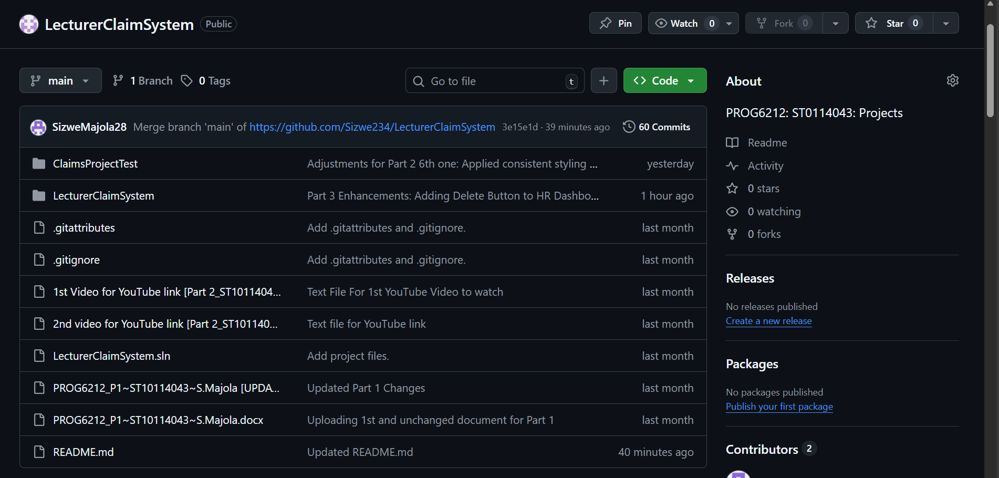 LecturerClaimSystem Public
Pin Watch 0 Fork 0 Star 0
main 1 Branch 0 Tags Go to file t Code
SizweMajola28 Merge branch 'main' of https://github.com/Sizwe234/LecturerClaimSystem 3e15e1d · 39 minutes ago 60 Commits
ClaimsProjectTest Adjustments for Part 2 6th one: Applied consistent styling ... yesterday
LecturerClaimSystem Part 3 Enhancements: Adding Delete Button to HR Dashbo... 1 hour ago
.gitattributes Add .gitattributes and .gitignore. last month
.gitignore Add .gitattributes and .gitignore. last month
1st Video for YouTube link [Part 2_ST1011404... Text File For 1st YouTube Video to watch last month
2nd video for YouTube link [Part 2_ST101140... Text file for YouTube link last month
LecturerClaimSystem.sln Add project files. last month
PROG6212_P1~ST10114043~S.Majola [UPDA... Updated Part 1 Changes last month
PROG6212_P1~ST10114043~S.Majola.docx Uploading 1st and unchanged document for Part 1 last month
README.md Updated README.md 40 minutes ago
About
PROG6212: ST0114043: Projects
Readme
Activity
0 stars
0 watching
0 forks
Releases
No releases published
Create a new release
Packages
No packages published
Publish your first package
Contributors 2